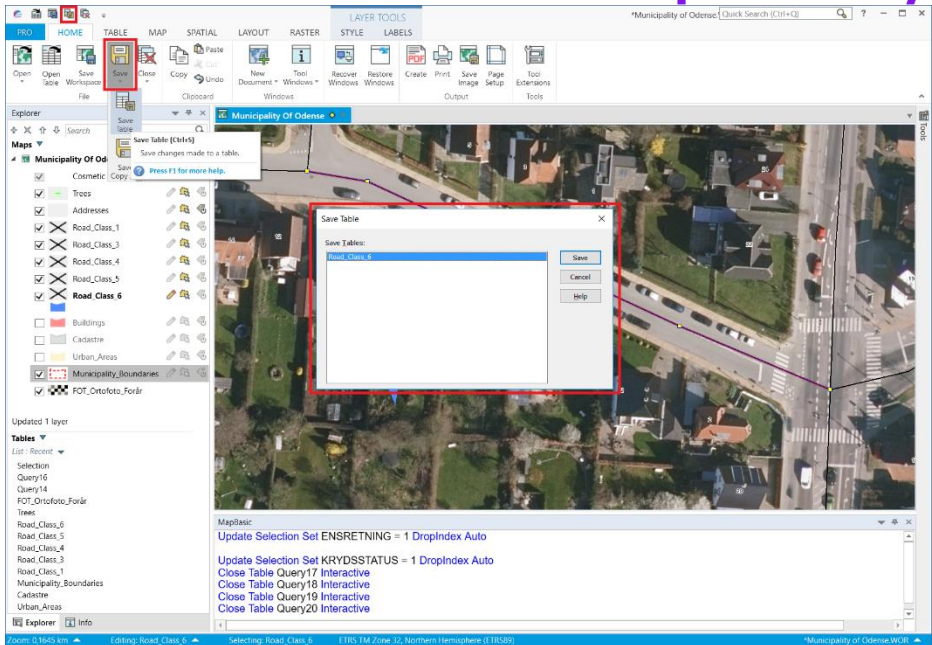 LAYER TOOLS
*Municipality of Odense.
Quick Search (Ctrl+Q)
PRO HOME TABLE MAP SPATIAL LAYOUT RASTER STYLE LABELS
Open
Open Table
Save Workspace
Save
Close
Copy
Paste
Cut
Undo
New Document
Tool Windows
Recover Windows
Restore Windows
Create PDF
Print
Save Image
Page Setup
Tool Extensions
File
Clipboard
Windows
Output
Tools
Explorer
Search
Maps
Municipality Of Od
Cosmetic
Trees
Addresses
Road_Class_1
Road_Class_3
Road_Class_4
Road_Class_5
Road_Class_6
Buildings
Cadastre
Urban_Areas
Municipality_Boundaries
FOT_Ortofoto_Forår
Updated 1 layer
Tables
List: Recent
Selection
Query16
Query14
FOT_Ortofoto_Forår
Trees
Road_Class_6
Road_Class_5
Road_Class_4
Road_Class_3
Road_Class_1
Municipality_Boundaries
Cadastre
Urban_Areas
Explorer
Info
Save Table
Save Copy
Save Table (Ctrl+S)
Save changes made to a table.
Press F1 for more help.
Municipality Of Odense
Tools
Save Table
Save Tables:
Road_Class_6
Save
Cancel
Help
MapBasic
Update Selection Set ENSRETNING = 1 DropIndex Auto
Update Selection Set KRYDSSTATUS = 1 DropIndex Auto
Close Table Query17 Interactive
Close Table Query18 Interactive
Close Table Query19 Interactive
Close Table Query20 Interactive
Zoom: 0,1645 km
Editing: Road_Class_6
Selecting: Road_Class_6
ETRS TM Zone 32, Northern Hemisphere (ETRS89)
*Municipality of Odense.WOR